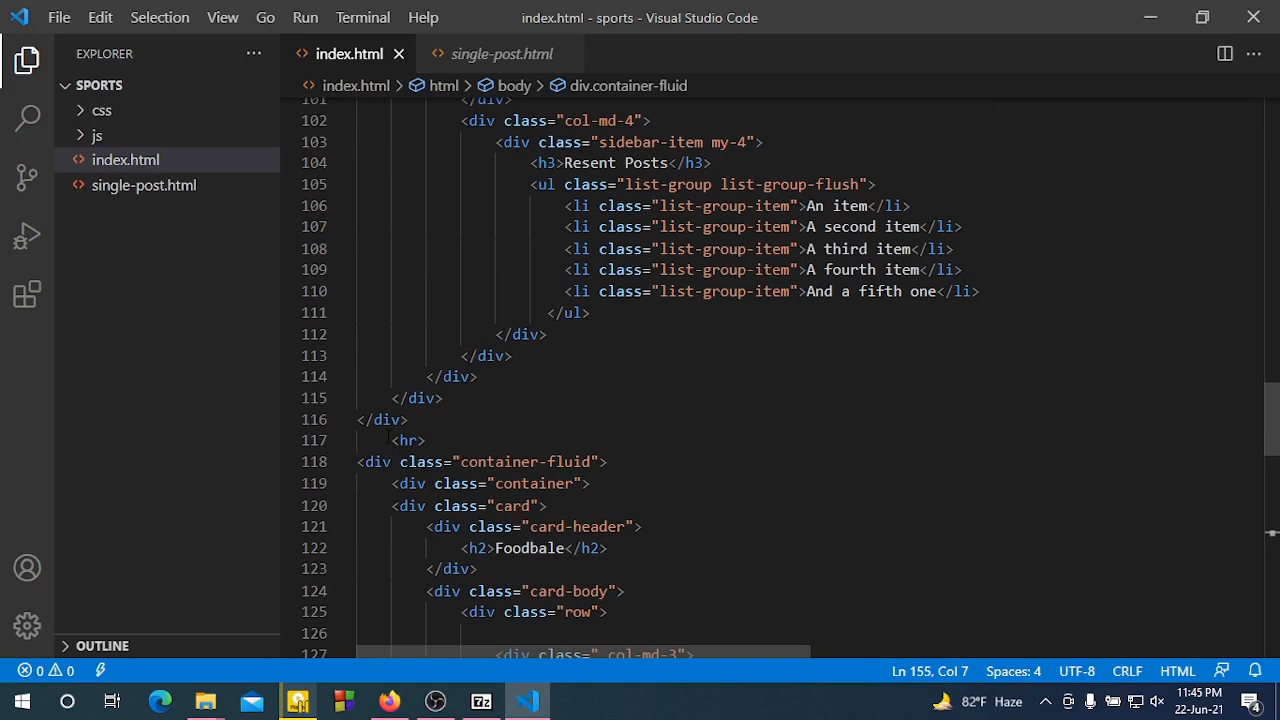 File Edit Selection View Go Run Terminal Help index.html - sports - Visual Studio Code
EXPLORER
SPORTS
css
js
index.html
single-post.html
OUTLINE
index.html single-post.html
index.html > html > body > div.container-fluid
101 </div>
102 <div class="col-md-4">
103 <div class="sidebar-item my-4">
104 <h3>Recent Posts</h3>
105 <ul class="list-group list-group-flush">
106 <li class="list-group-item">An item</li>
107 <li class="list-group-item">A second item</li>
108 <li class="list-group-item">A third item</li>
109 <li class="list-group-item">A fourth item</li>
110 <li class="list-group-item">And a fifth one</li>
111 </ul>
112 </div>
113 </div>
114 </div>
115 </div>
116 </div>
117 <hr>
118 <div class="container-fluid">
119 <div class="container">
120 <div class="card">
121 <div class="card-header">
122 <h2>Foodbale</h2>
123 </div>
124 <div class="card-body">
125 <div class="row">
126
127 <div class=" col-md-3">
0 0 Ln 155, Col 7 Spaces: 4 UTF-8 CRLF HTML
82°F Haze 11:45 PM
22-Jun-21 4